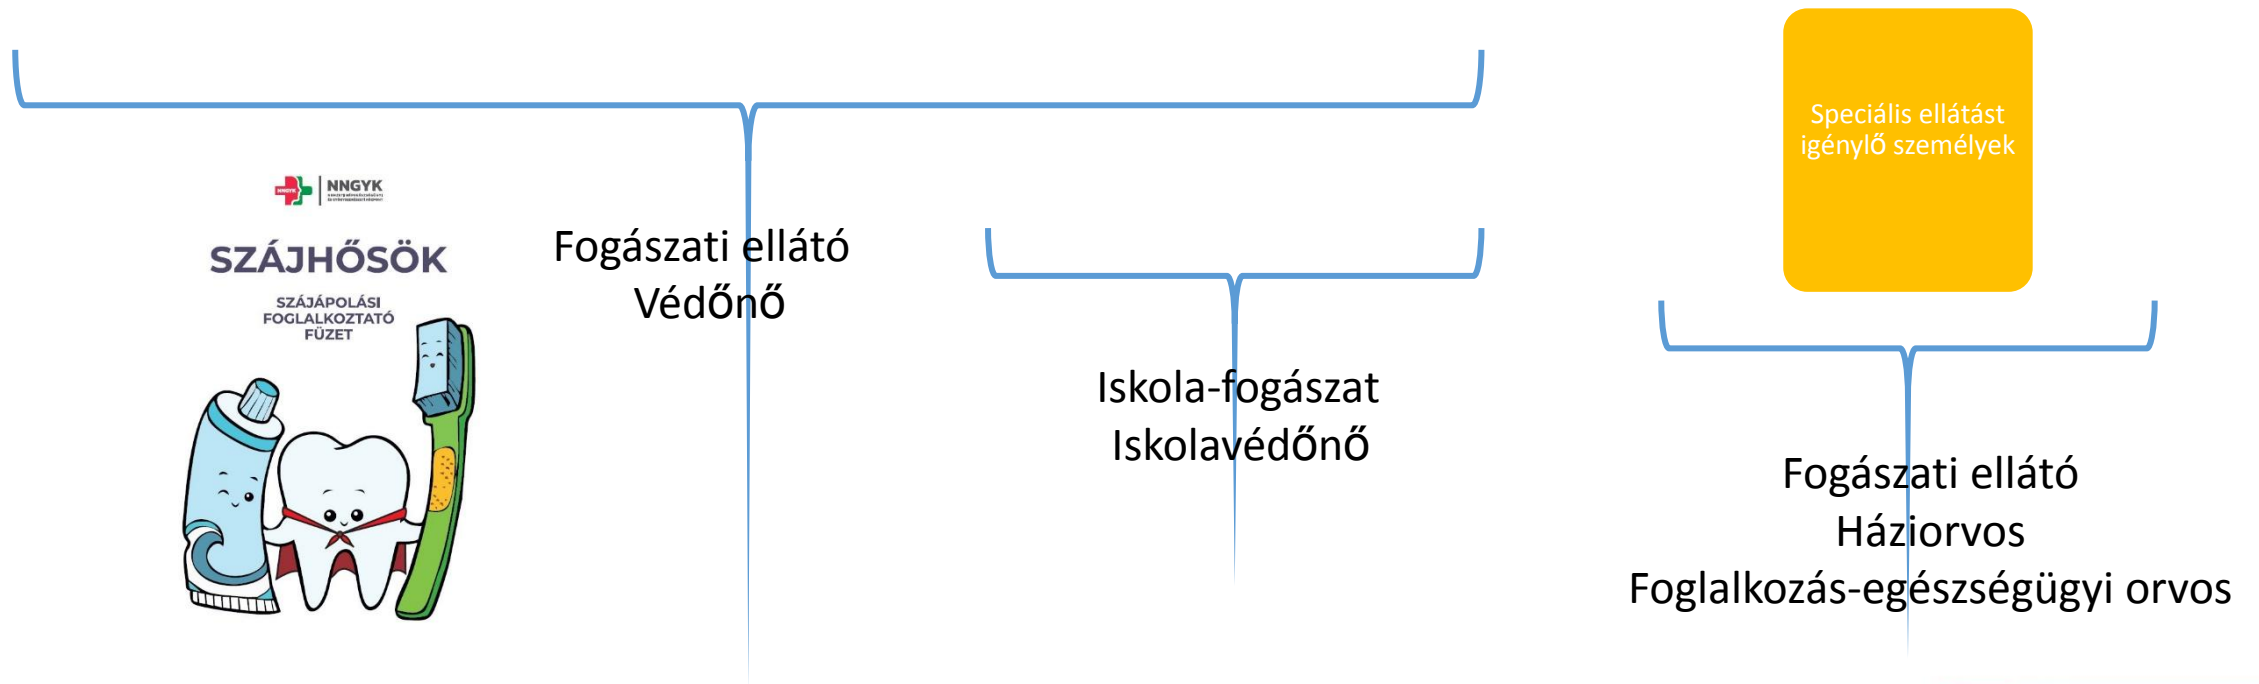 Speciális ellátást
igénylő személyek
NNGYK
NNGYK
SZÁJHŐSÖK
SZÁJÁPOLÁSI
FOGLALKOZTATÓ
FÜZET
Fogászati ellátó
Védőnő
Iskola-fogászat
Iskolavédőnő
Fogászati ellátó
Háziorvos
Foglalkozás-egészségügyi orvos